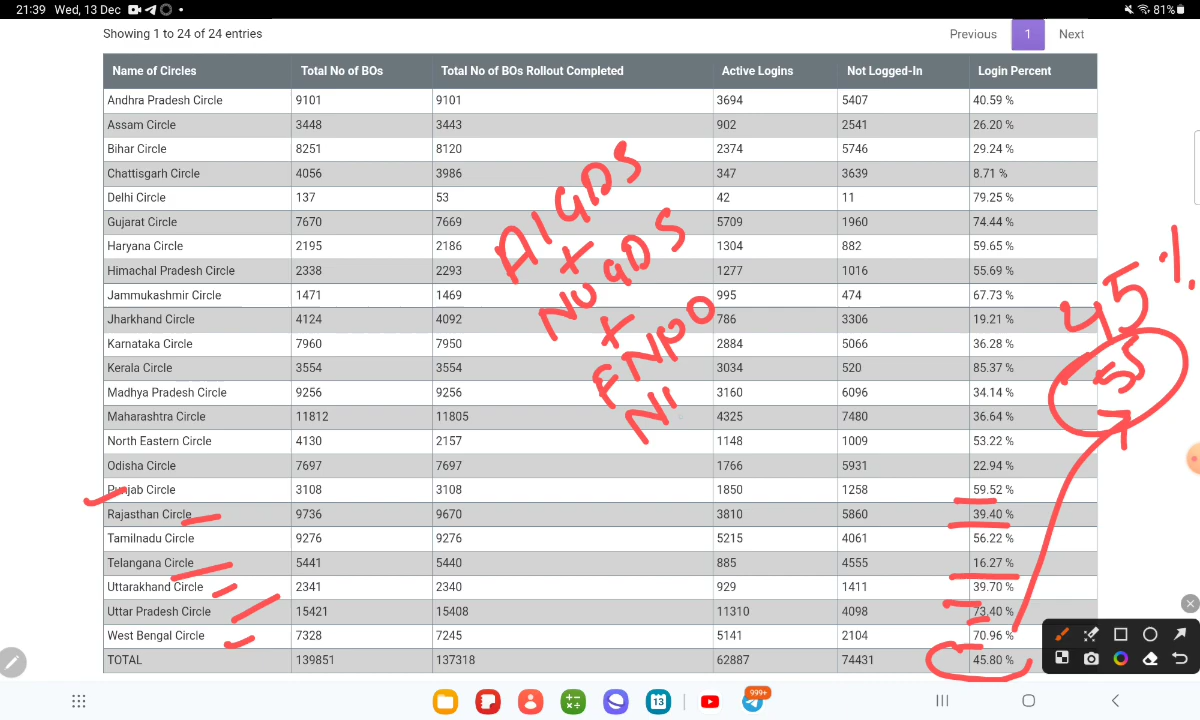 21:39 Wed, 13 Dec 81%
Showing 1 to 24 of 24 entries Previous 1 Next
Name of Circles Total No of BOs Total No of BOs Rollout Completed Active Logins Not Logged-In Login Percent
Andhra Pradesh Circle 9101 9101 3694 5407 40.59 %
Assam Circle 3448 3443 902 2541 26.20 %
Bihar Circle 8251 8120 2374 5746 29.24 %
Chattisgarh Circle 4056 3986 347 3639 8.71 %
Delhi Circle 137 53 42 11 79.25 %
Gujarat Circle 7670 7669 5709 1960 74.44 %
Haryana Circle 2195 2186 1304 882 59.65 %
Himachal Pradesh Circle 2338 2293 1277 1016 55.69 %
Jammukashmir Circle 1471 1469 995 474 67.73 %
Jharkhand Circle 4124 4092 786 3306 19.21 %
Karnataka Circle 7960 7950 2884 5066 36.28 %
Kerala Circle 3554 3554 3034 520 85.37 %
Madhya Pradesh Circle 9256 9256 3160 6096 34.14 %
Maharashtra Circle 11812 11805 4325 7480 36.64 %
North Eastern Circle 4130 2157 1148 1009 53.22 %
Odisha Circle 7697 7697 1766 5931 22.94 %
Punjab Circle 3108 3108 1850 1258 59.52 %
Rajasthan Circle 9736 9670 3810 5860 39.40 %
Tamilnadu Circle 9276 9276 5215 4061 56.22 %
Telangana Circle 5441 5440 885 4555 16.27 %
Uttarakhand Circle 2341 2340 929 1411 39.70 %
Uttar Pradesh Circle 15421 15408 11310 4098 73.40 %
West Bengal Circle 7328 7245 5141 2104 70.96 %
TOTAL 139851 137318 62887 74431 45.80 %
AIGDS
+
NUGDS
+
FNPO
NI
45%
55
13
999+